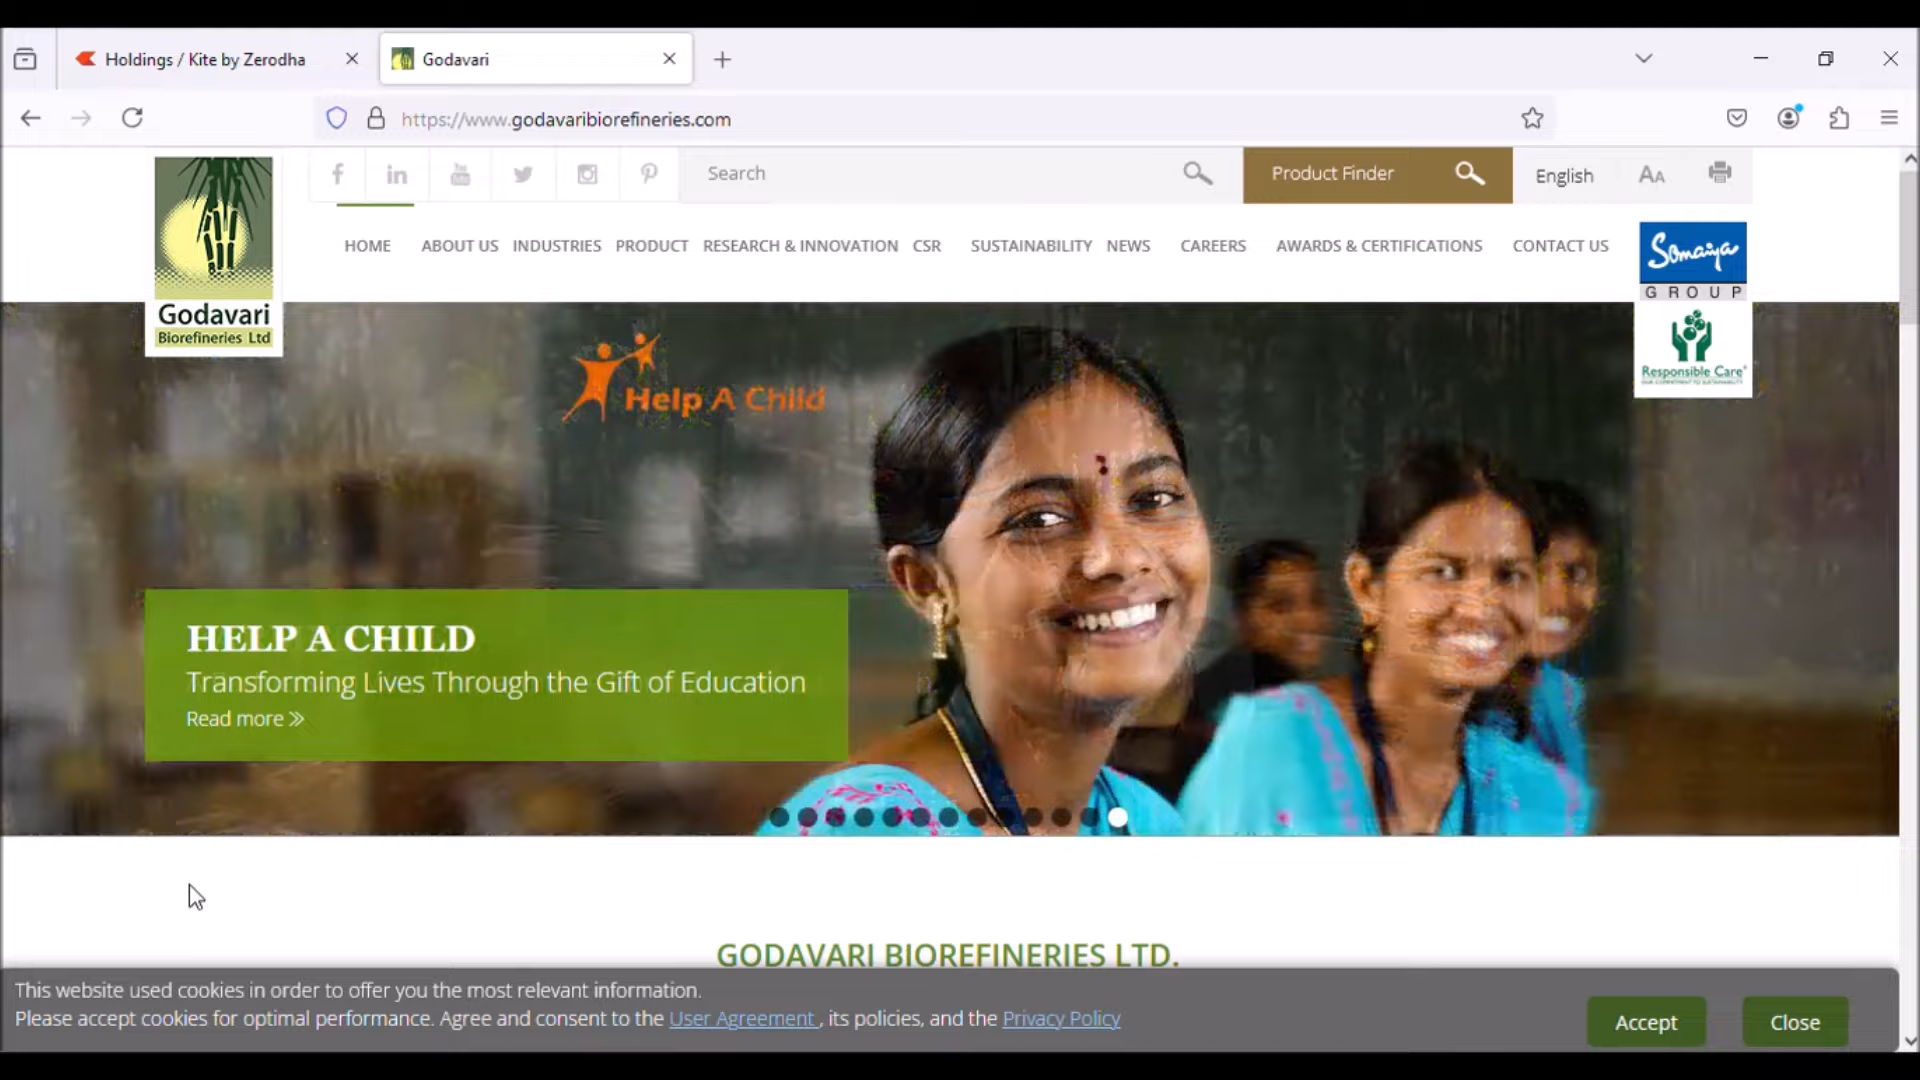 Holdings / Kite by Zerodha
Godavari
https://www.godavaribiorefineries.com
Search
Product Finder
English
AA
HOME ABOUT US INDUSTRIES PRODUCT RESEARCH & INNOVATION CSR SUSTAINABILITY NEWS CAREERS AWARDS & CERTIFICATIONS CONTACT US
Godavari
Biorefineries Ltd
Somaiya
GROUP
Responsible Care
Help A Child
HELP A CHILD
Transforming Lives Through the Gift of Education
Read more »
GODAVARI BIOREFINERIES LTD.
This website used cookies in order to offer you the most relevant information.
Please accept cookies for optimal performance. Agree and consent to the User Agreement , its policies, and the Privacy Policy
Accept
Close